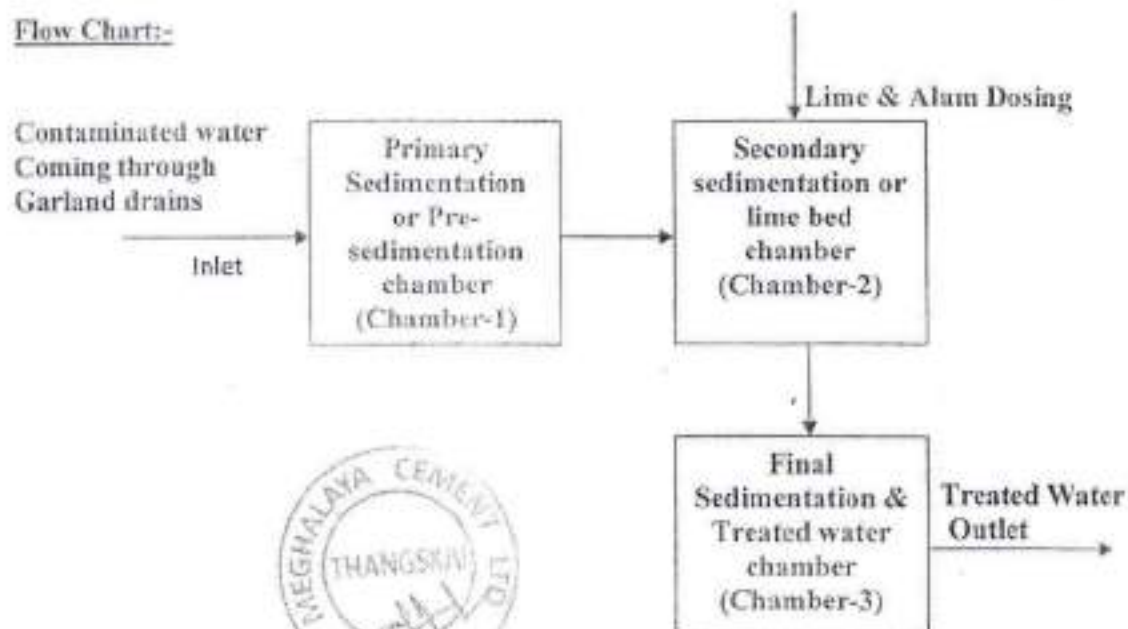 Flow Chart:-
Lime & Alam Dosing
Contaminated water
Coming through
Garland drains
Inlet
Primary
Sedimentation
or Pre-
sedimentation
chamber
(Chamber-1)
Secondary
sedimentation or
lime bed
chamber
(Chamber-2)
Final
Sedimentation &
Treated water
chamber
(Chamber-3)
Treated Water
Outlet
MEGHALAYA CEMENT LTD
THANGSKAI